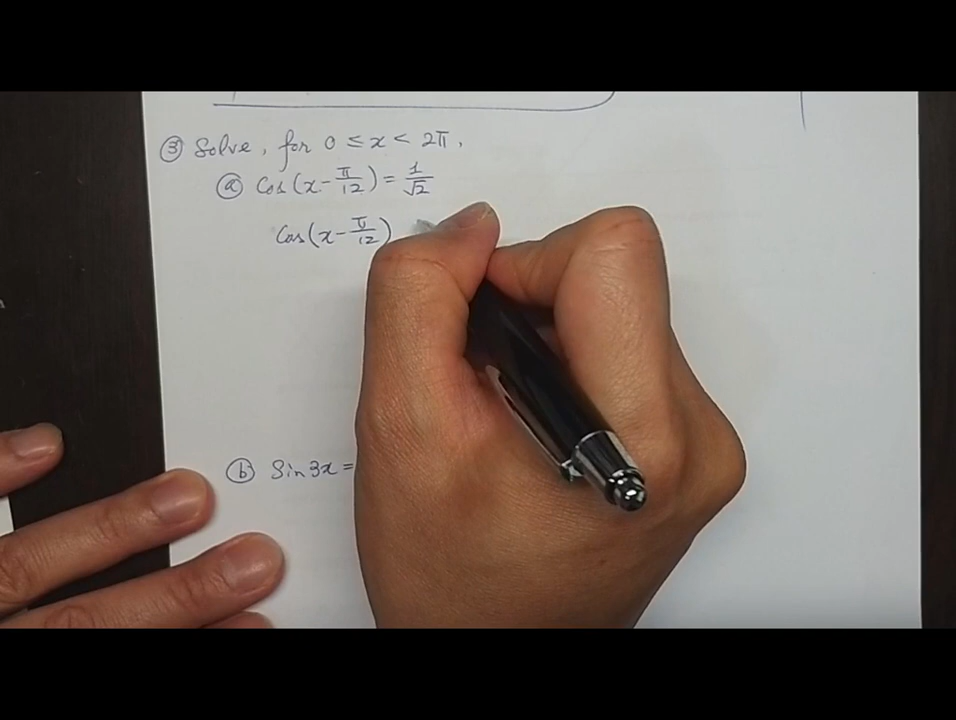 ③ Solve, for 0 ≤ x < 2π,
ⓐ Cos(x - π/12) = 1/√2
Cos(x - π/12)
ⓑ Sin 3x =